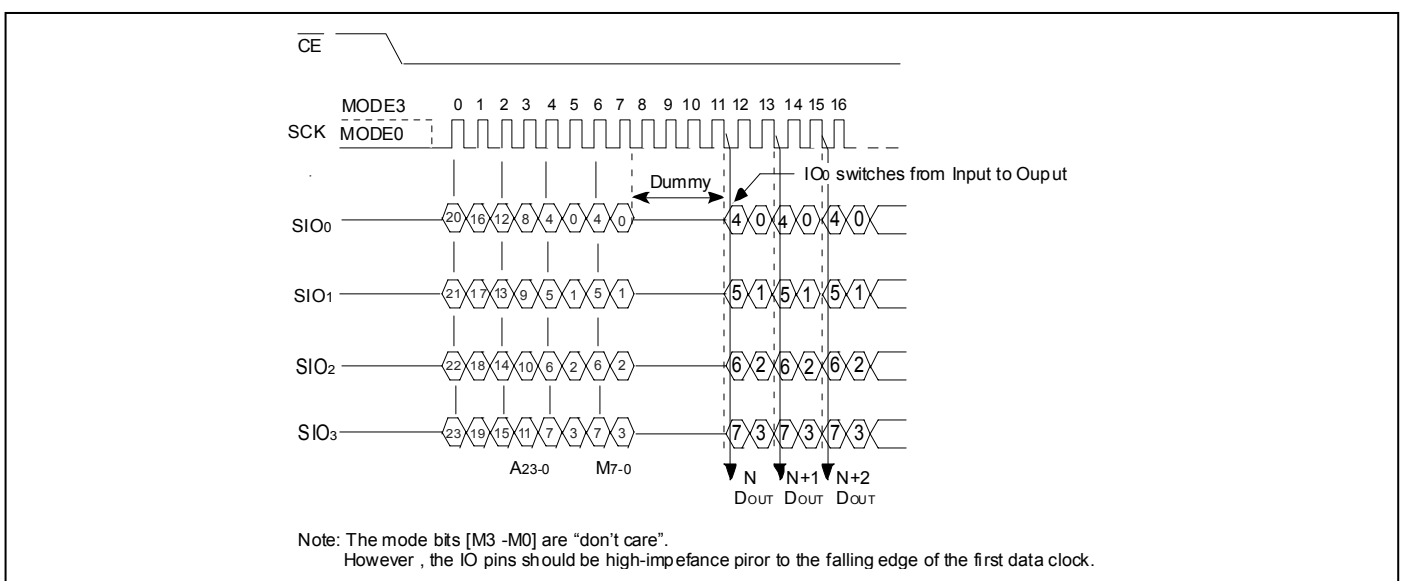 CE
MODE3 0 1 2 3 4 5 6 7 8 9 10 11 12 13 14 15 16
SCK MODE0
Dummy IO0 switches from Input to Ouput
SIO0 20 16 12 8 4 0 4 0 4 0 4 0 4 0
SIO1 21 17 13 9 5 1 5 1 5 1 5 1 5 1
SIO2 22 18 14 10 6 2 6 2 6 2 6 2 6 2
SIO3 23 19 15 11 7 3 7 3 7 3 7 3 7 3
A23-0 M7-0 N N+1 N+2
DOUT DOUT DOUT
Note: The mode bits [M3 -M0] are “don’t care”.
However , the IO pins should be high-impefance piror to the falling edge of the first data clock.